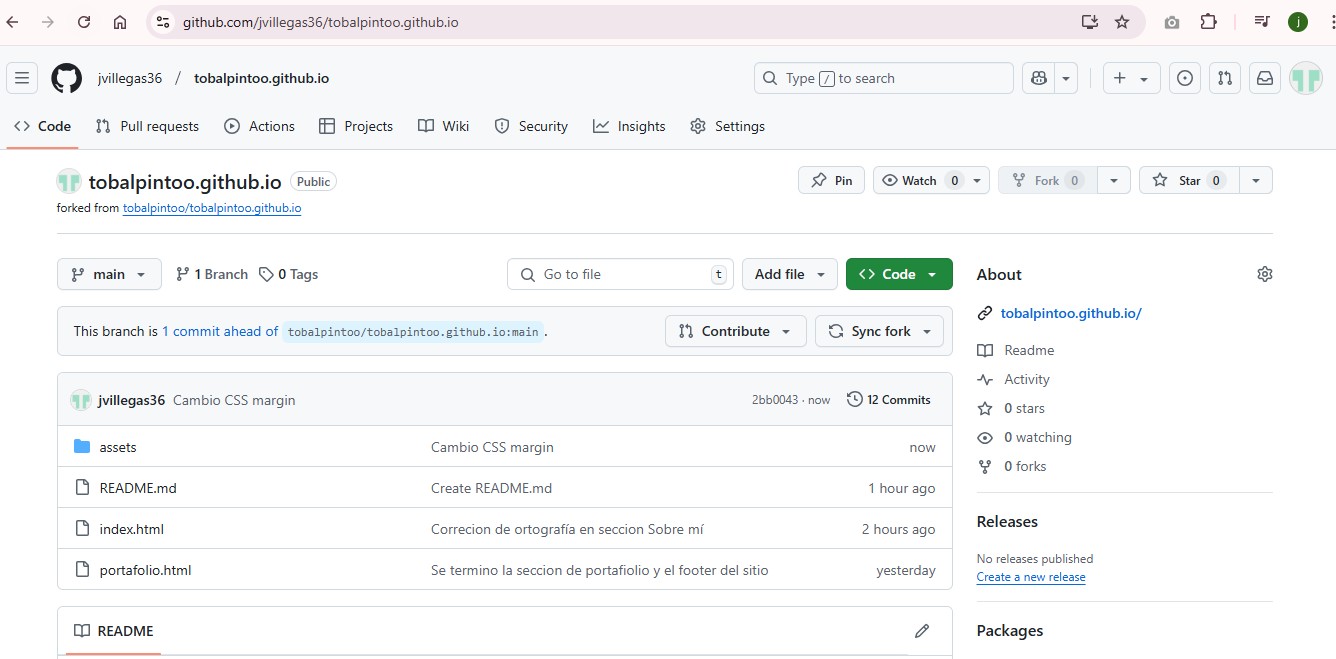 github.com/jvillegas36/tobalpintoo.github.io
j
jvillegas36 / tobalpintoo.github.io
Type / to search
Code Pull requests Actions Projects Wiki Security Insights Settings
tobalpintoo.github.io Public
Pin Watch 0 Fork 0 Star 0
forked from tobalpintoo/tobalpintoo.github.io
main 1 Branch 0 Tags Go to file t Add file Code
About
This branch is 1 commit ahead of tobalpintoo/tobalpintoo.github.io:main .
Contribute Sync fork
tobalpintoo.github.io/
Readme
Activity
0 stars
0 watching
0 forks
jvillegas36 Cambio CSS margin 2bb0043 · now 12 Commits
assets Cambio CSS margin now
README.md Create README.md 1 hour ago
index.html Correcion de ortografía en seccion Sobre mí 2 hours ago
portafolio.html Se termino la seccion de portafiolio y el footer del sitio yesterday
Releases
No releases published
Create a new release
README
Packages